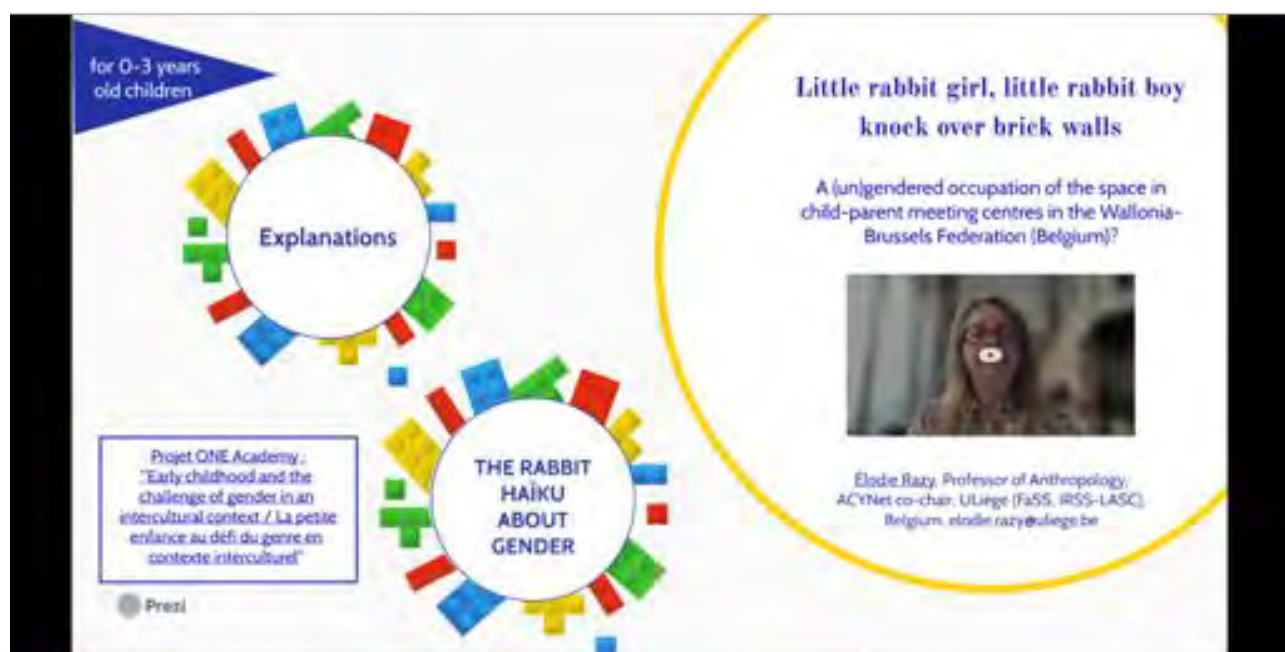 for 0-3 years
old children
Explanations
THE RABBIT
HAÏKU
ABOUT
GENDER
Projet ONE Academy :
"Early childhood and the
challenge of gender in an
intercultural context / La petite
enfance au défi du genre en
contexte interculturel"
Prezi
Little rabbit girl, little rabbit boy
knock over brick walls
A (un)gendered occupation of the space in
child-parent meeting centres in the Wallonia-
Brussels Federation (Belgium)?
Élodie Razy, Professor of Anthropology,
ACYNet co-chair, ULiège (FaSS, IRSS-LASC),
Belgium, elodie.razy@uliege.be